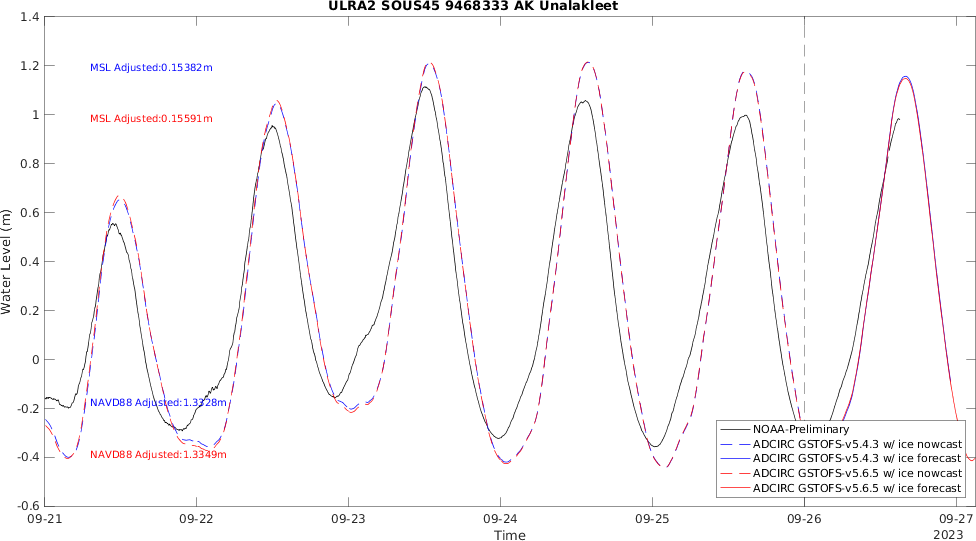 ULRA2 SOUS45 9468333 AK Unalakleet
1.4
1.2
1
0.8
0.6
0.4
0.2
0
-0.2
-0.4
-0.6
Water Level (m)
MSL Adjusted:0.15382m
MSL Adjusted:0.15591m
NAVD88 Adjusted:1.3328m
NAVD88 Adjusted:1.3349m
NOAA-Preliminary
ADCIRC GSTOFS-v5.4.3 w/ ice nowcast
ADCIRC GSTOFS-v5.4.3 w/ ice forecast
ADCIRC GSTOFS-v5.6.5 w/ ice nowcast
ADCIRC GSTOFS-v5.6.5 w/ ice forecast
09-21 09-22 09-23 09-24 09-25 09-26 09-27
Time
2023